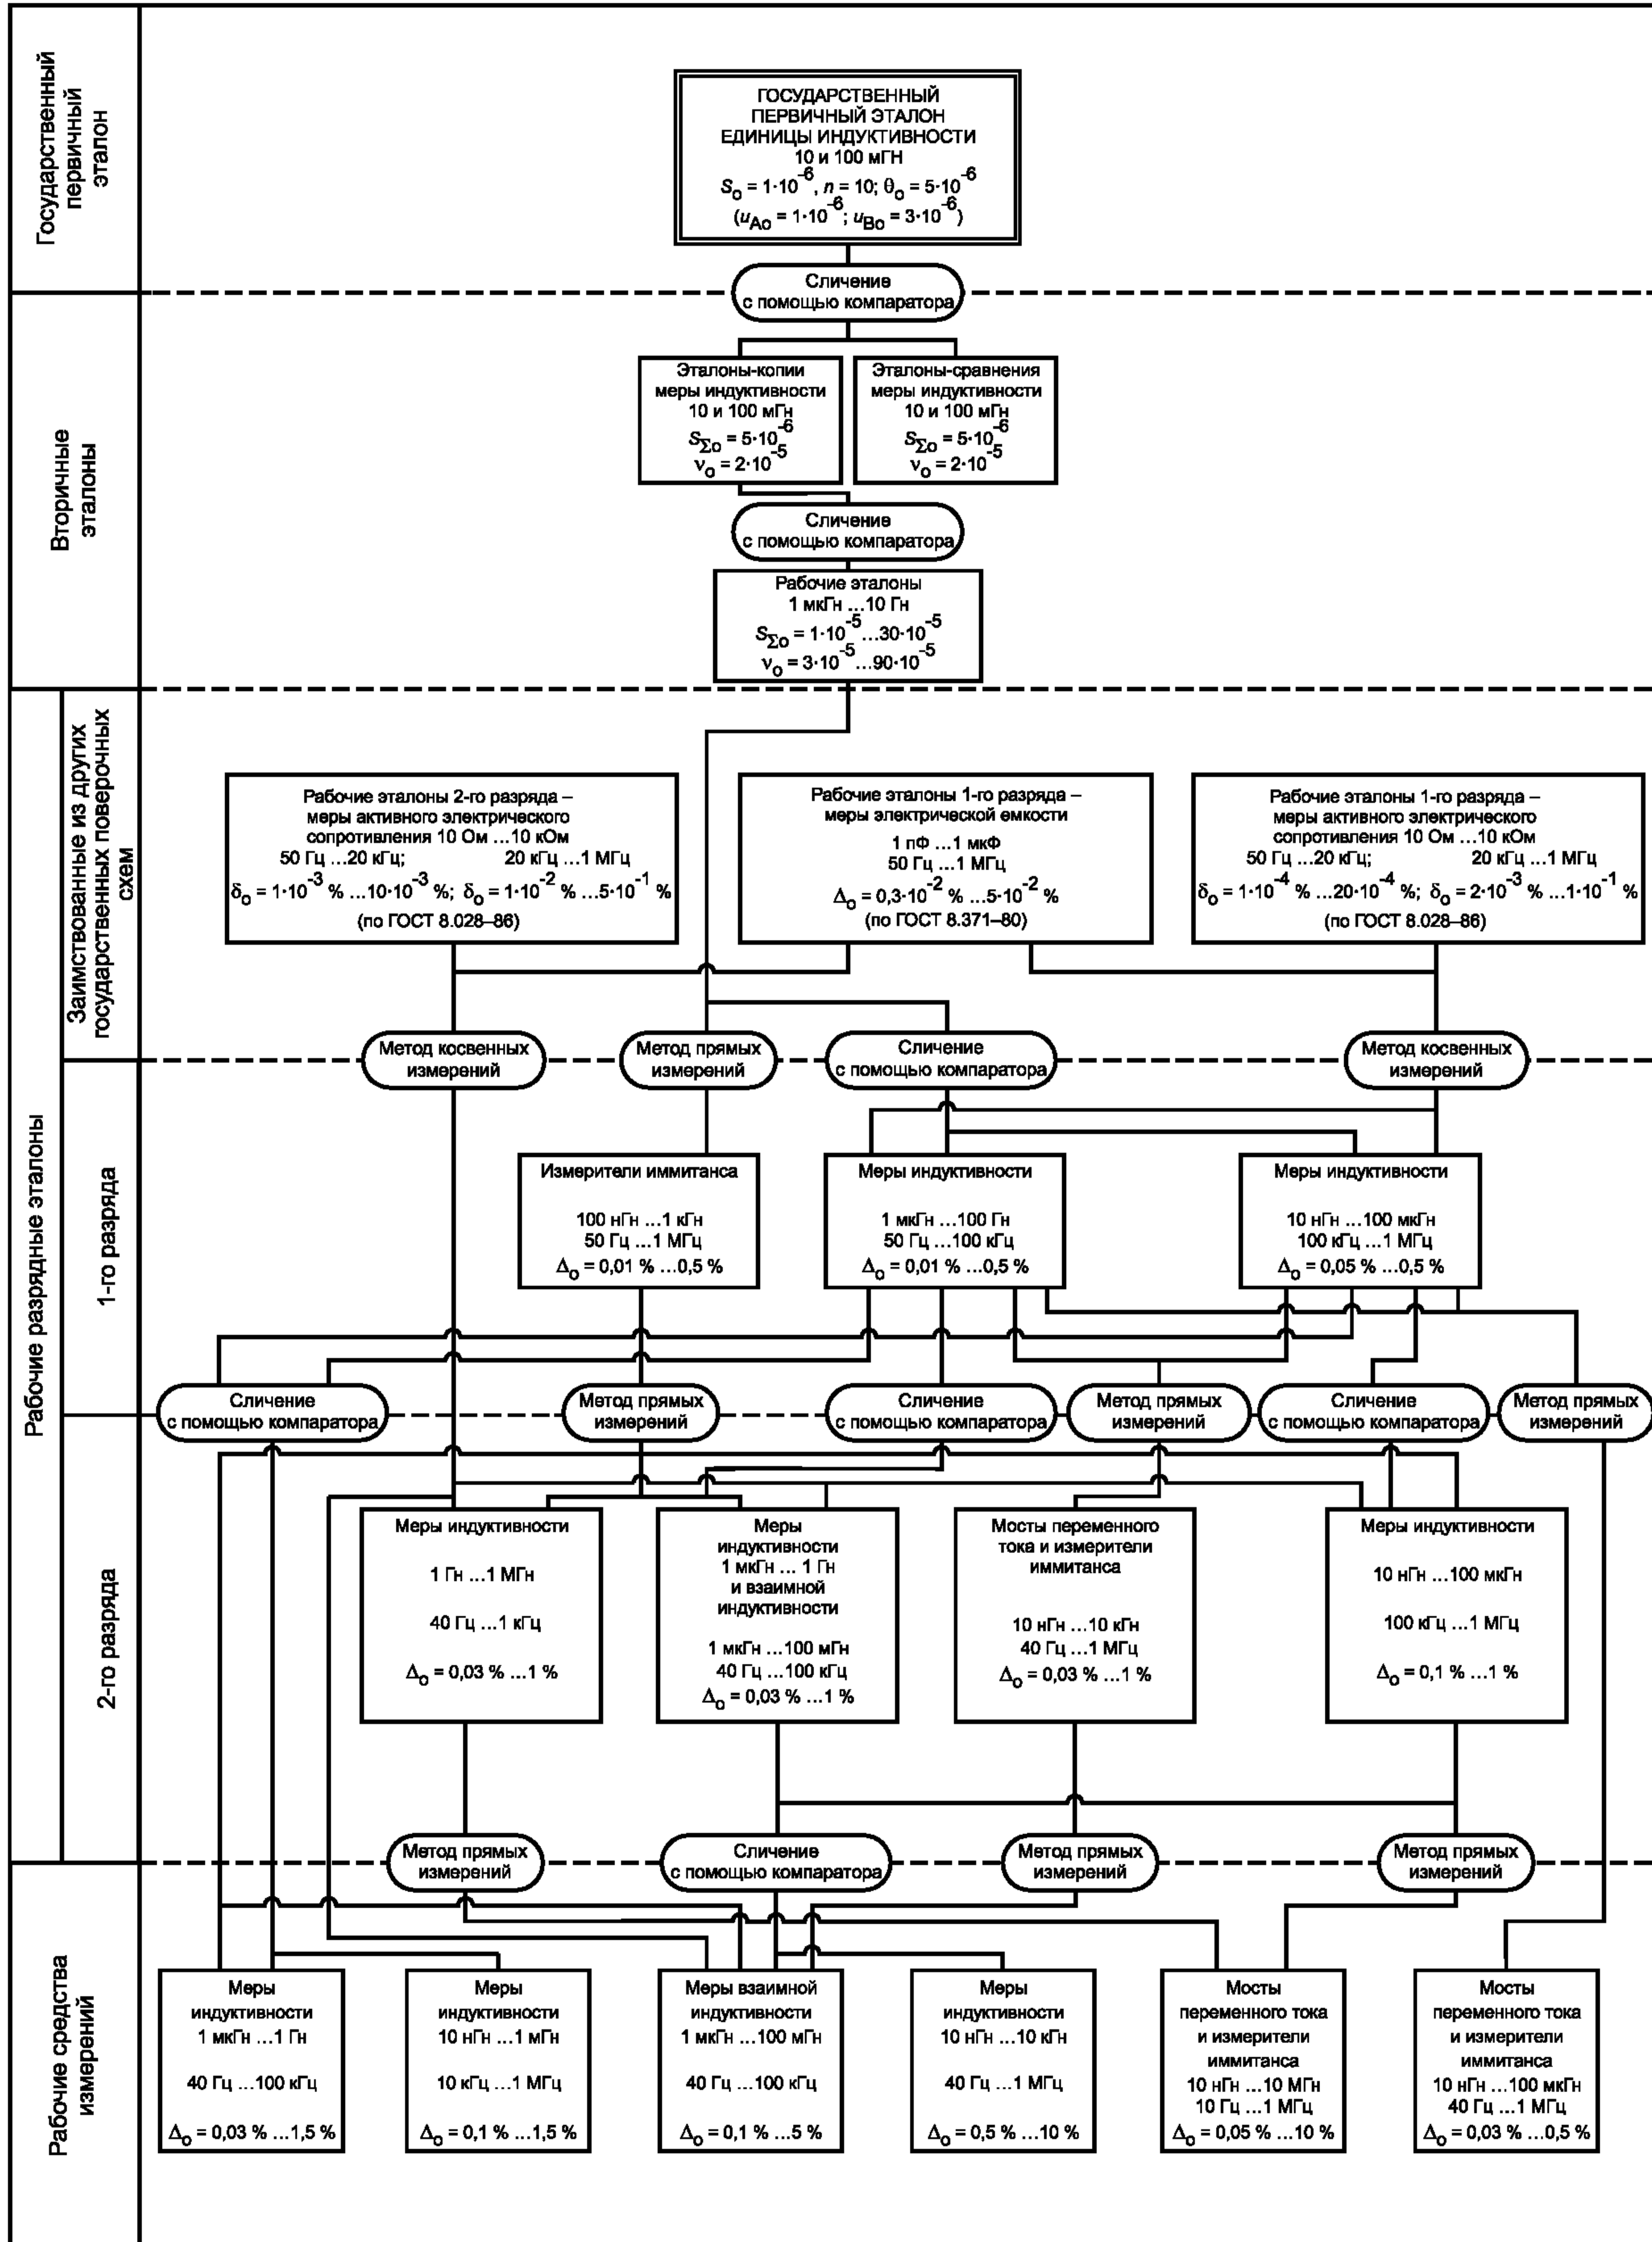 Государственный
первичный
эталон
ГОСУДАРСТВЕННЫЙ
ПЕРВИЧНЫЙ ЭТАЛОН
ЕДИНИЦЫ ИНДУКТИВНОСТИ
10 и 100 мГН
S₀ = 1·10⁻⁶, n = 10; θ₀ = 5·10⁻⁶
(u_A₀ = 1·10⁻⁶; u_B₀ = 3·10⁻⁶)
Сличение
с помощью компаратора
Вторичные
эталоны
Эталоны-копии
меры индуктивности
10 и 100 мГн
S_Σ₀ = 5·10⁻⁶
ν₀ = 2·10⁻⁵
Эталоны-сравнения
меры индуктивности
10 и 100 мГн
S_Σ₀ = 5·10⁻⁶
ν₀ = 2·10⁻⁵
Сличение
с помощью компаратора
Рабочие эталоны
1 мкГн ...10 Гн
S_Σ₀ = 1·10⁻⁵ ...30·10⁻⁵
ν₀ = 3·10⁻⁵ ...90·10⁻⁵
Рабочие разрядные эталоны
Заимствованные из других
государственных поверочных
схем
Рабочие эталоны 2-го разряда –
меры активного электрического
сопротивления 10 Ом ...10 кОм
50 Гц ...20 кГц; 20 кГц ...1 МГц
δ₀ = 1·10⁻³ % ...10·10⁻³ %; δ₀ = 1·10⁻² % ...5·10⁻¹ %
(по ГОСТ 8.028–86)
Рабочие эталоны 1-го разряда –
меры электрической емкости
1 пФ ...1 мкФ
50 Гц ...1 МГц
Δ₀ = 0,3·10⁻² % ...5·10⁻² %
(по ГОСТ 8.371–80)
Рабочие эталоны 1-го разряда –
меры активного электрического
сопротивления 10 Ом ...10 кОм
50 Гц ...20 кГц; 20 кГц ...1 МГц
δ₀ = 1·10⁻⁴ % ...20·10⁻⁴ %; δ₀ = 2·10⁻³ % ...1·10⁻¹ %
(по ГОСТ 8.028–86)
Метод косвенных
измерений
Метод прямых
измерений
Сличение
с помощью компаратора
Метод косвенных
измерений
1-го разряда
Измерители иммитанса
100 нГн ...1 кГн
50 Гц ...1 МГц
Δ₀ = 0,01 % ...0,5 %
Меры индуктивности
1 мкГн ...100 Гн
50 Гц ...100 кГц
Δ₀ = 0,01 % ...0,5 %
Меры индуктивности
10 нГн ...100 мкГн
100 кГц ...1 МГц
Δ₀ = 0,05 % ...0,5 %
Сличение
с помощью компаратора
Метод прямых
измерений
Сличение
с помощью компаратора
Метод прямых
измерений
Сличение
с помощью компаратора
Метод прямых
измерений
2-го разряда
Меры индуктивности
1 Гн ...1 МГн
40 Гц ...1 кГц
Δ₀ = 0,03 % ...1 %
Меры
индуктивности
1 мкГн ... 1 Гн
и взаимной
индуктивности
1 мкГн ...100 мГн
40 Гц ...100 кГц
Δ₀ = 0,03 % ...1 %
Мосты переменного
тока и измерители
иммитанса
10 нГн ...10 кГн
40 Гц ...1 МГц
Δ₀ = 0,03 % ...1 %
Меры индуктивности
10 нГн ...100 мкГн
100 кГц ...1 МГц
Δ₀ = 0,1 % ...1 %
Метод прямых
измерений
Сличение
с помощью компаратора
Метод прямых
измерений
Метод прямых
измерений
Рабочие средства
измерений
Меры
индуктивности
1 мкГн ...1 Гн
40 Гц ...100 кГц
Δ₀ = 0,03 % ...1,5 %
Меры
индуктивности
10 нГн ...1 мГн
10 кГц ...1 МГц
Δ₀ = 0,1 % ...1,5 %
Меры взаимной
индуктивности
1 мкГн ...100 мГн
40 Гц ...100 кГц
Δ₀ = 0,1 % ...5 %
Меры
индуктивности
10 нГн ...10 кГн
40 Гц ...1 МГц
Δ₀ = 0,5 % ...10 %
Мосты
переменного тока
и измерители
иммитанса
10 нГн ...10 МГн
10 Гц ...1 МГц
Δ₀ = 0,05 % ...10 %
Мосты
переменного тока
и измерители
иммитанса
10 нГн ...100 мкГн
40 Гц ...1 МГц
Δ₀ = 0,03 % ...0,5 %